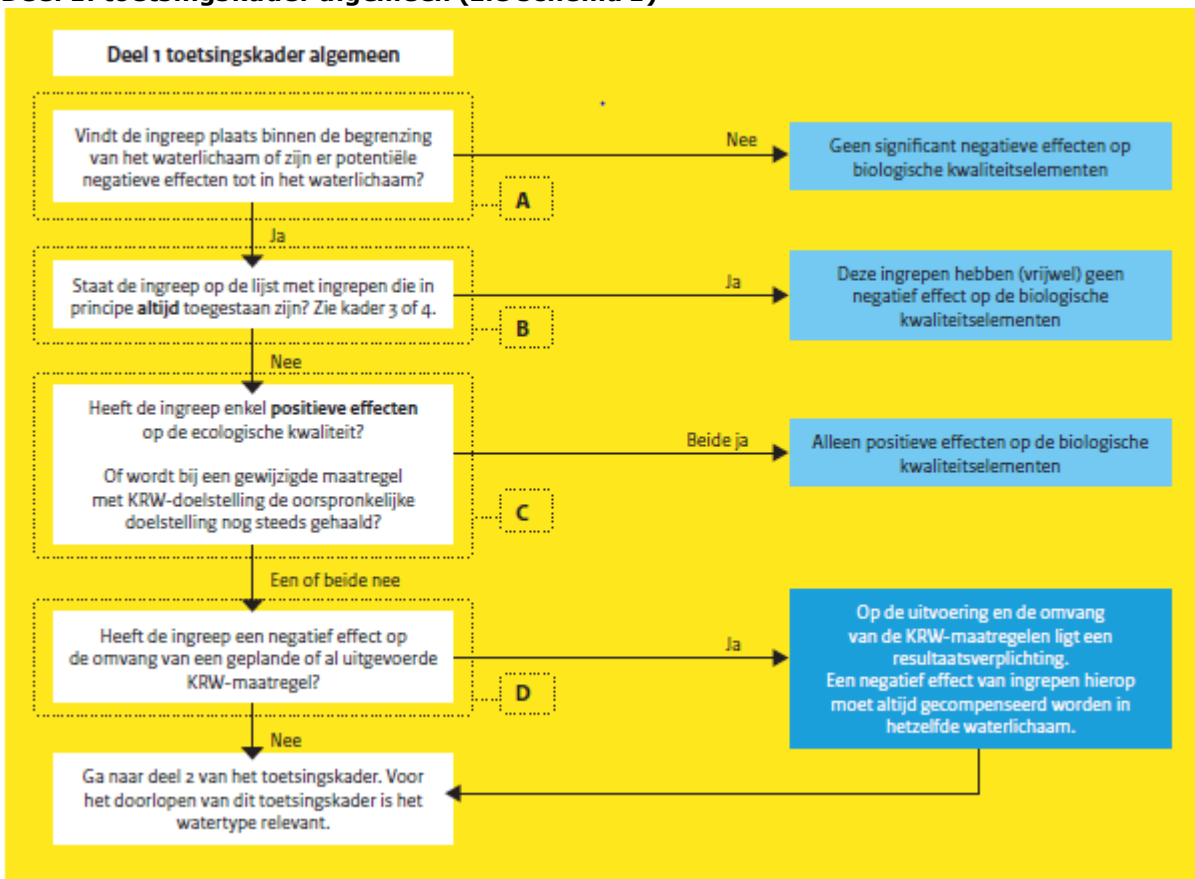 Deel 1 toetsingskader algemeen
Vindt de ingreep plaats binnen de begrenzing
van het waterlichaam of zijn er potentiële
negatieve effecten tot in het waterlichaam?
A
Nee
Geen significant negatieve effecten op
biologische kwaliteitselementen
Ja
Staat de ingreep op de lijst met ingrepen die in
principe altijd toegestaan zijn? Zie kader 3 of 4.
B
Ja
Deze ingrepen hebben (vrijwel) geen
negatief effect op de biologische
kwaliteitselementen
Nee
Heeft de ingreep enkel positieve effecten
op de ecologische kwaliteit?
Of wordt bij een gewijzigde maatregel
met KRW-doelstelling de oorspronkelijke
doelstelling nog steeds gehaald?
C
Beide ja
Alleen positieve effecten op de biologische
kwaliteitselementen
Een of beide nee
Heeft de ingreep een negatief effect op
de omvang van een geplande of al uitgevoerde
KRW-maatregel?
D
Ja
Op de uitvoering en de omvang
van de KRW-maatregelen ligt een
resultaatsverplichting.
Een negatief effect van ingrepen hierop
moet altijd gecompenseerd worden in
hetzelfde waterlichaam.
Nee
Ga naar deel 2 van het toetsingskader. Voor
het doorlopen van dit toetsingskader is het
watertype relevant.